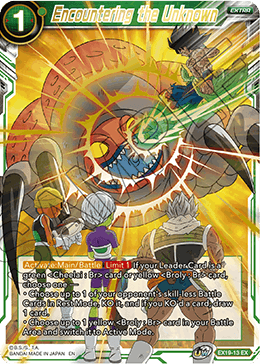 1
Encountering the Unknown
EXTRA
Activate Main/Battle Limit 1 If your Leader Card is a
green <Cheelai : Br> card or yellow <Broly : Br> card,
choose one—
• Choose up to 1 of your opponent's skill-less Battle
Cards in Rest Mode, KO it, and if you KO'd a card, draw
1 card.
• Choose up to 1 yellow <Broly : Br> card in your Battle
Area and switch it to Active Mode.
© B.S./S., T.A.
BANDAI MADE IN JAPAN EN
EX19-13 EX